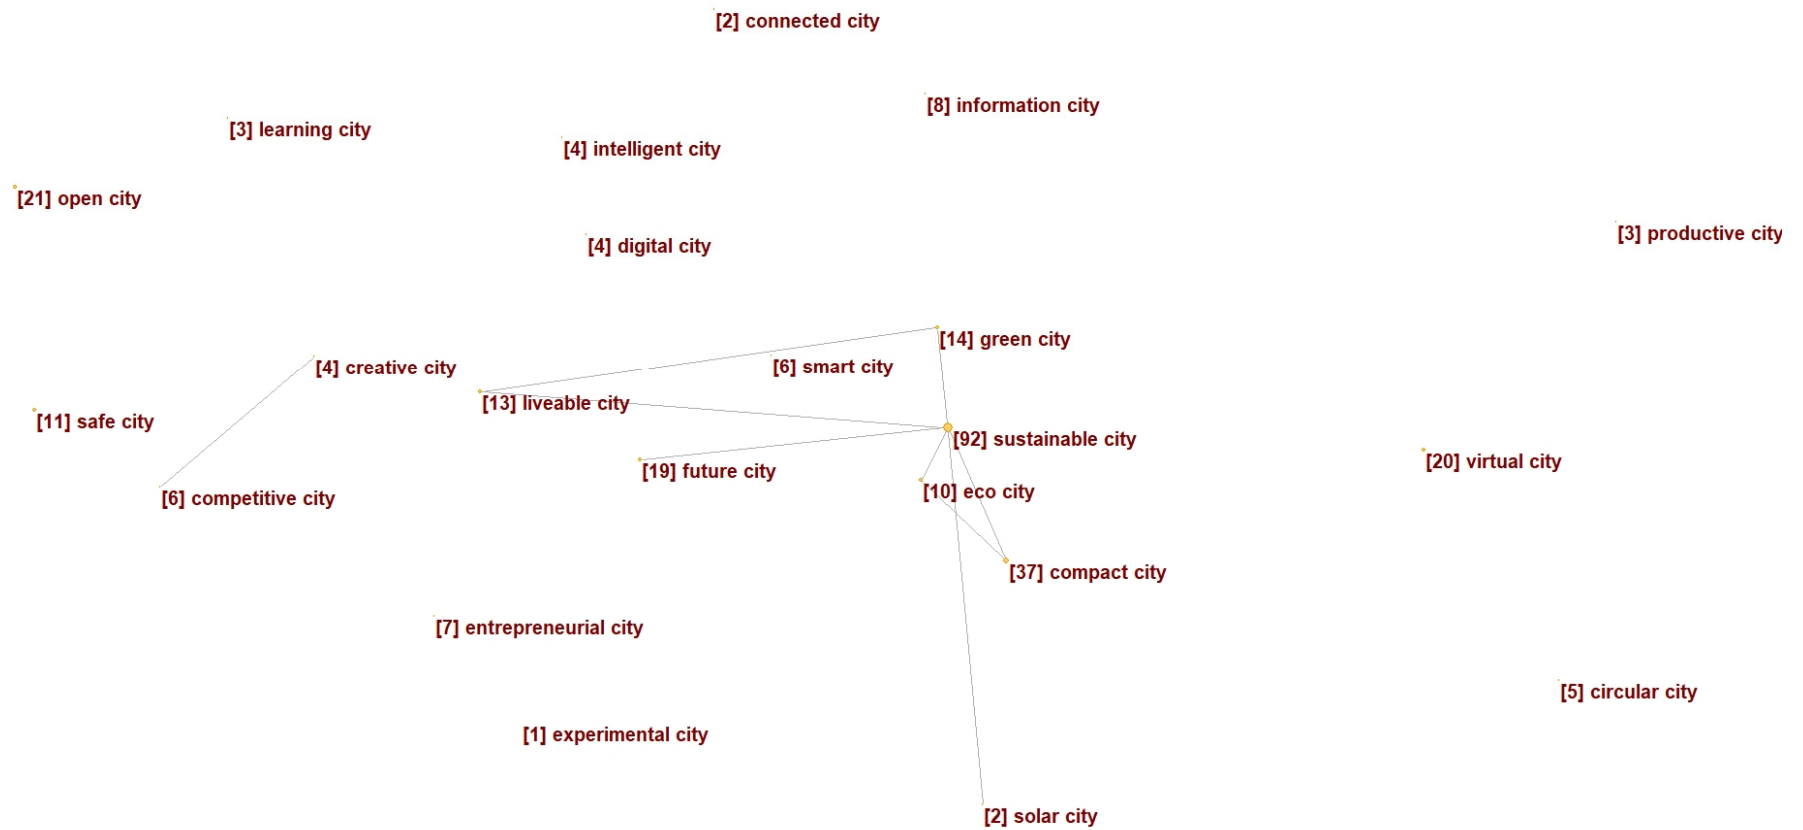 [2] connected city
[8] information city
[3] learning city
[4] intelligent city
[21] open city
[3] productive city
[4] digital city
[14] green city
[6] smart city
[4] creative city
[13] liveable city
[11] safe city
[92] sustainable city
[20] virtual city
[19] future city
[10] eco city
[6] competitive city
[37] compact city
[7] entrepreneurial city
[5] circular city
[1] experimental city
[2] solar city